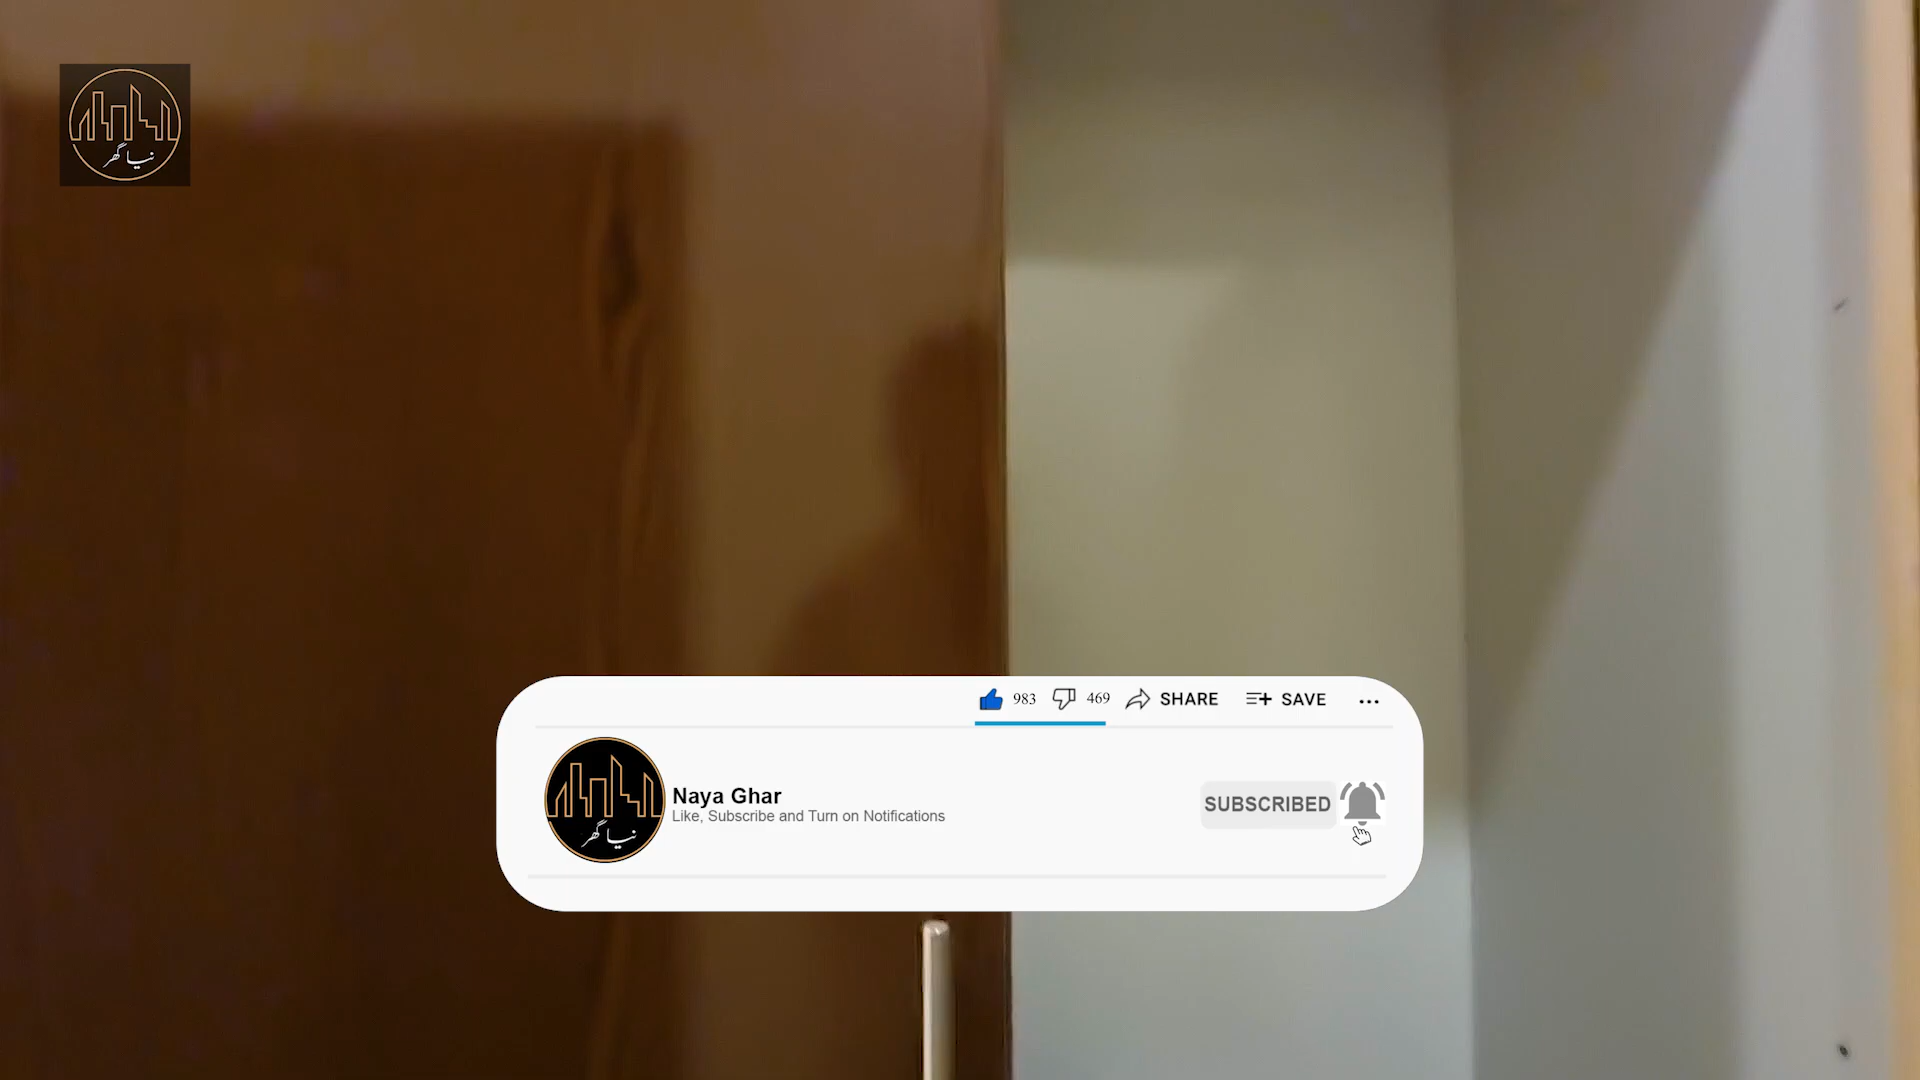 نیا گھر
983 469 SHARE SAVE
نیا گھر
Naya Ghar
Like, Subscribe and Turn on Notifications
SUBSCRIBED